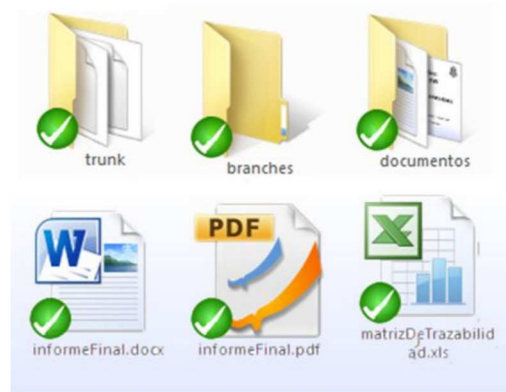 trunk
branches
documentos
W
PDF
X
informeFinal.docx
informeFinal.pdf
matrizDeTrazabilid
ad.xls